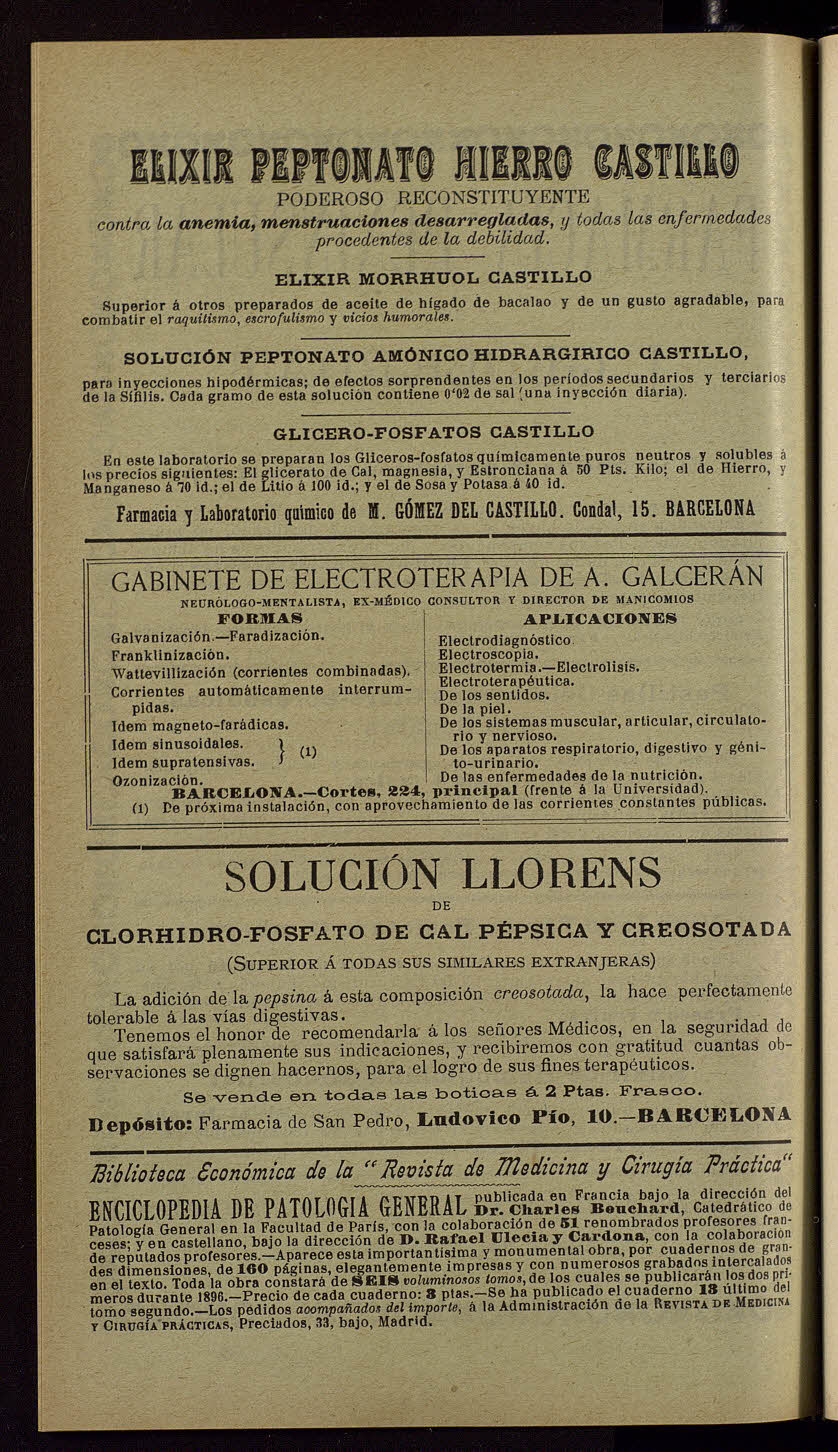 ELIXIR PEPTONATO HIERRO CASTILLO
PODEROSO RECONSTITUYENTE
contra la anemia, menstruaciones desarregladas, y todas las enfermedades
procedentes de la debilidad.
ELIXIR MORRHUOL CASTILLO
Superior á otros preparados de aceite de hígado de bacalao y de un gusto agradable, para
combatir el raquitismo, escrofulismo y vicios humorales.
SOLUCIÓN PEPTONATO AMÓNICO HIDRARGIRICO CASTILLO,
para inyecciones hipodérmicas; de efectos sorprendentes en los períodos secundarios y terciarios
de la Sífilis. Cada gramo de esta solución contiene 0'02 de sal (una inyección diaria).
GLICERO-FOSFATOS CASTILLO
En este laboratorio se preparan los Gliceros-fosfatos químicamente puros neutros y solubles á
los precios siguientes: El glicerato de Cal, magnesia, y Estronciana á 50 Pts. Kilo; el de Hierro, y
Manganeso á 70 id.; el de Litio á 100 id.; y el de Sosa y Potasa á 40 id.
Farmacia y Laboratorio químico de M. GÓMEZ DEL CASTILLO. Condal, 15. BARCELONA
GABINETE DE ELECTROTERAPIA DE A. GALCERÁN
NEURÓLOGO-MENTALISTA, EX-MÉDICO CONSULTOR Y DIRECTOR DE MANICOMIOS
FORMAS
Galvanización.—Faradización.
Franklinización.
Wattevillización (corrientes combinadas).
Corrientes automáticamente interrum-
pidas.
Idem magneto-farádicas.
Idem sinusoidales.
Idem supratensivas. } (1)
Ozonización.
APLICACIONES
Electrodiagnóstico.
Electroscopia.
Electrotermia.—Electrolisis.
Electroterapéutica.
De los sentidos.
De la piel.
De los sistemas muscular, articular, circulato-
rio y nervioso.
De los aparatos respiratorio, digestivo y géni-
to-urinario.
De las enfermedades de la nutrición.
BARCELONA.—Cortes, 224, principal (frente á la Universidad).
(1) De próxima instalación, con aprovechamiento de las corrientes constantes públicas.
SOLUCIÓN LLORENS
DE
CLORHIDRO-FOSFATO DE CAL PÉPSICA Y CREOSOTADA
(SUPERIOR Á TODAS SUS SIMILARES EXTRANJERAS)
La adición de la pepsina á esta composición creosotada, la hace perfectamente
tolerable á las vías digestivas.
Tenemos el honor de recomendarla á los señores Médicos, en la seguridad de
que satisfará plenamente sus indicaciones, y recibiremos con gratitud cuantas ob-
servaciones se dignen hacernos, para el logro de sus fines terapéuticos.
Se vende en todas las boticas á 2 Ptas. Frasco.
Depósito: Farmacia de San Pedro, Ludovico Pío, 10.—BARCELONA
Biblioteca Económica de la "Revista de Medicina y Cirugía Práctica"
ENCICLOPEDIA DE PATOLOGIA GENERAL publicada en Francia bajo la dirección del
Dr. Charles Bouchard, Catedrático de
Patología General en la Facultad de París, con la colaboración de 51 renombrados profesores fran-
ceses; y en castellano, bajo la dirección de D. Rafael Ulecia y Cardona, con la colaboración
de reputados profesores.—Aparece esta importantísima y monumental obra, por cuadernos de gran-
des dimensiones, de 160 páginas, elegantemente impresas y con numerosos grabados intercalados
en el texto. Toda la obra constará de SEIS voluminosos tomos, de los cuales se publicarán los dos pri-
meros durante 1896.—Precio de cada cuaderno: 3 ptas.—Se ha publicado el cuaderno 13 último del
tomo segundo.—Los pedidos acompañados del importe, á la Administración de la REVISTA DE MEDICINA
Y CIRUGÍA PRÁCTICAS, Preciados, 33, bajo, Madrid.